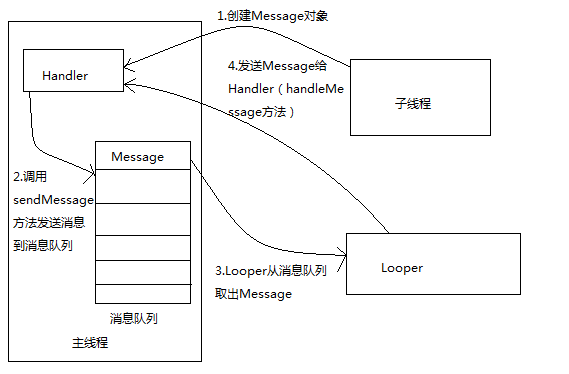 1.创建Message对象
Handler
4.发送Message给
Handler（handleMe
ssage方法）
子线程
Message
2.调用
sendMessage
方法发送消息
到消息队列
3.Looper从消息队列
取出Message
Looper
消息队列
主线程